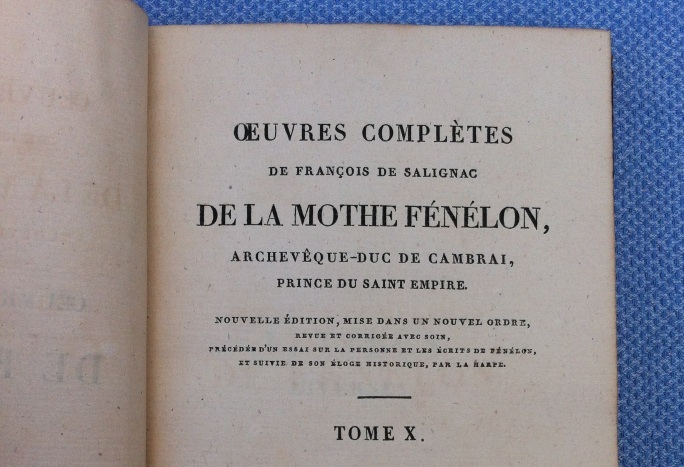 ŒUVRES COMPLÈTES
DE FRANÇOIS DE SALIGNAC
DE LA MOTHE FÉNÉLON,
ARCHEVÊQUE-DUC DE CAMBRAI,
PRINCE DU SAINT EMPIRE.
NOUVELLE ÉDITION, MISE DANS UN NOUVEL ORDRE,
REVUE ET CORRIGÉE AVEC SOIN,
PRÉCÉDÉE D'UN ESSAI SUR LA PERSONNE ET LES ÉCRITS DE FÉNÉLON,
ET SUIVIE DE SON ÉLOGE HISTORIQUE, PAR LA HARPE.
TOME X.